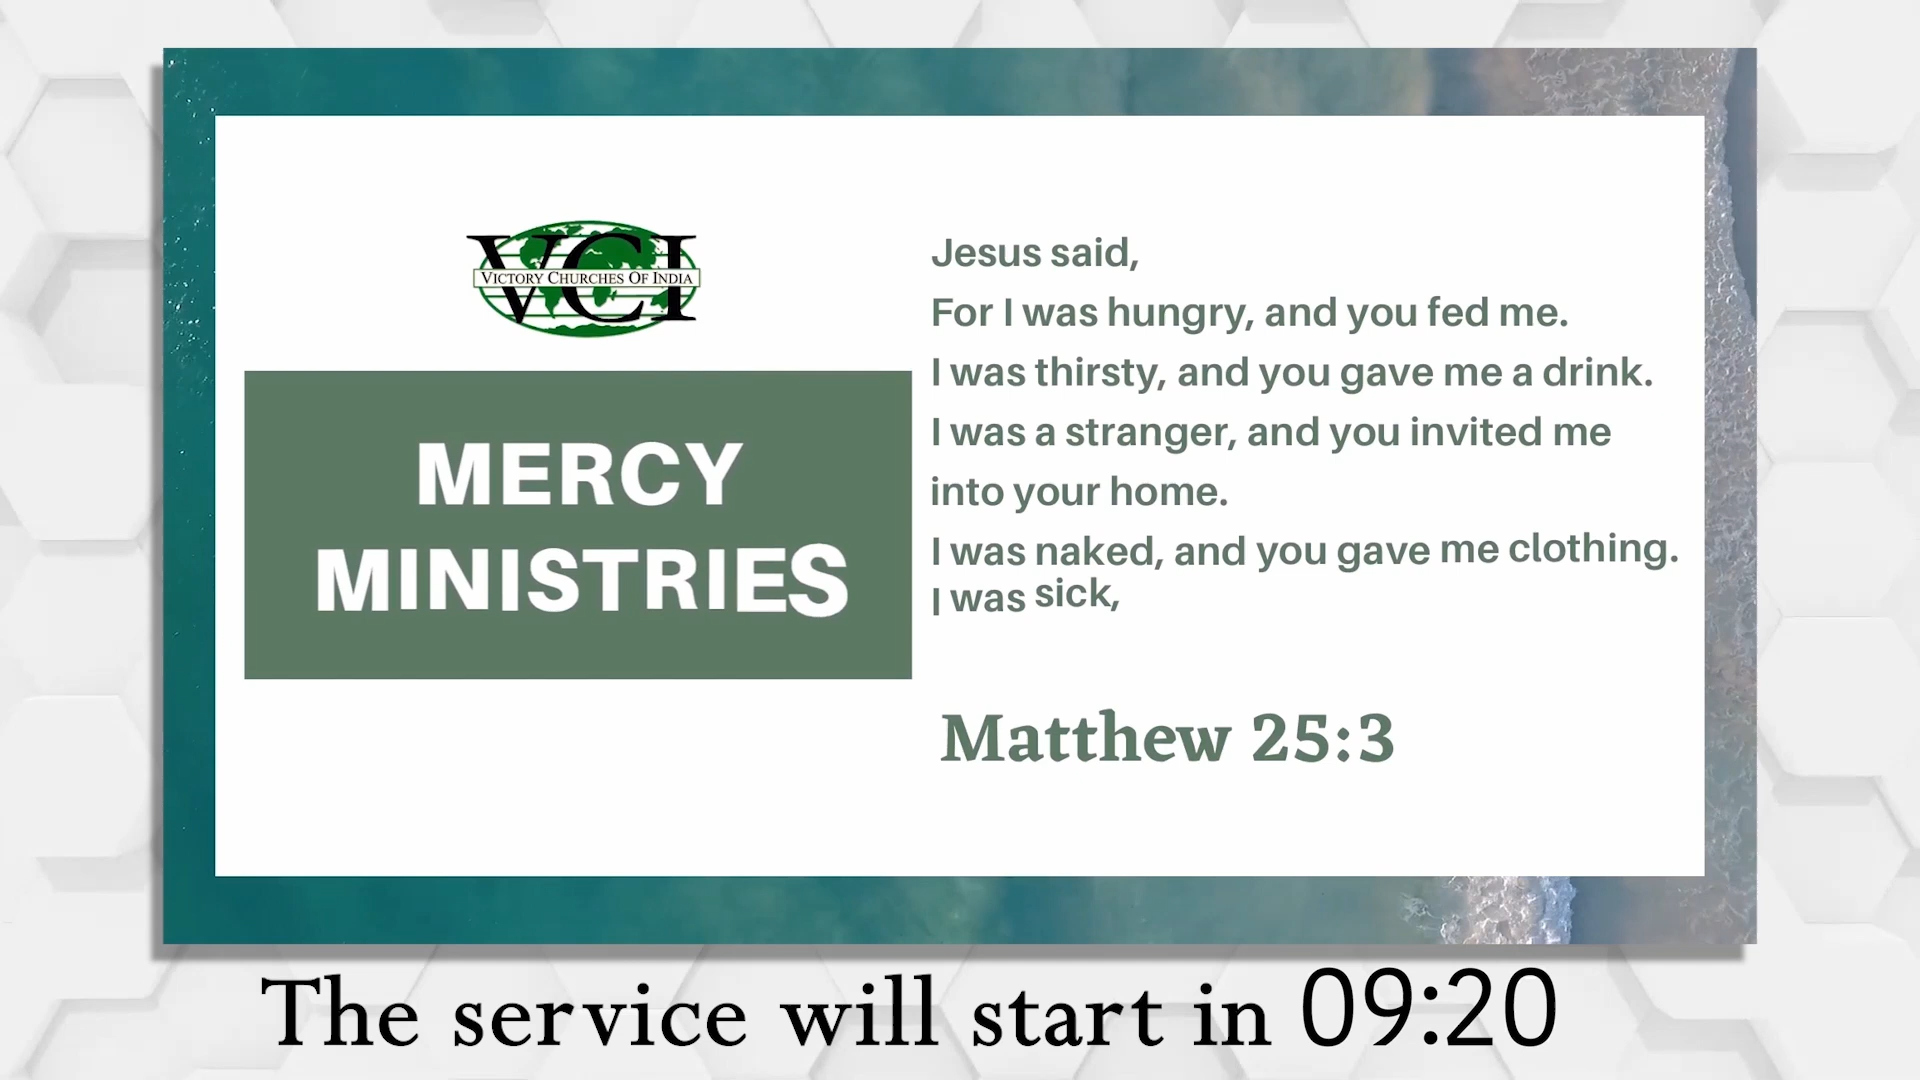 VCI
VICTORY CHURCHES OF INDIA
MERCY
MINISTRIES
Jesus said,
For I was hungry, and you fed me.
I was thirsty, and you gave me a drink.
I was a stranger, and you invited me
into your home.
I was naked, and you gave me clothing.
I was sick,
Matthew 25:3
The service will start in 09:20